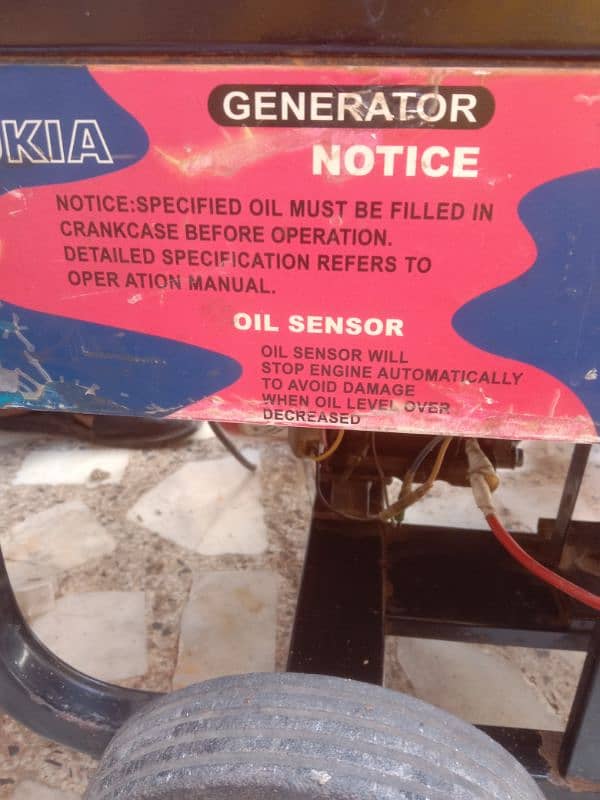 KIA
GENERATOR
NOTICE
NOTICE:SPECIFIED OIL MUST BE FILLED IN
CRANKCASE BEFORE OPERATION.
DETAILED SPECIFICATION REFERS TO
OPER ATION MANUAL.
OIL SENSOR
OIL SENSOR WILL
STOP ENGINE AUTOMATICALLY
TO AVOID DAMAGE
WHEN OIL LEVEL OVER
DECREASED